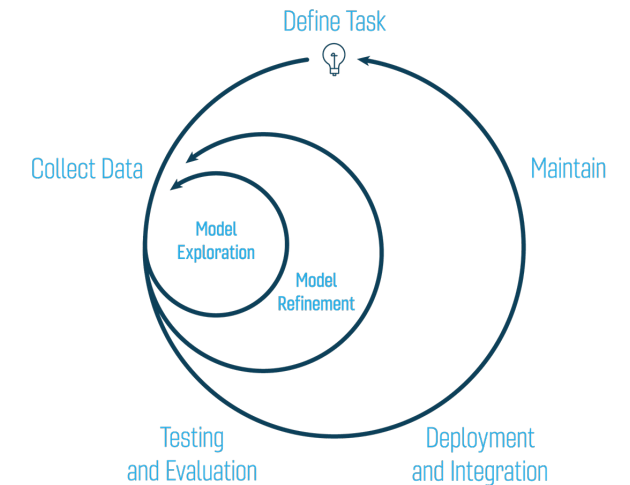 Define Task
Collect Data
Maintain
Model
Exploration
Model
Refinement
Testing
and Evaluation
Deployment
and Integration